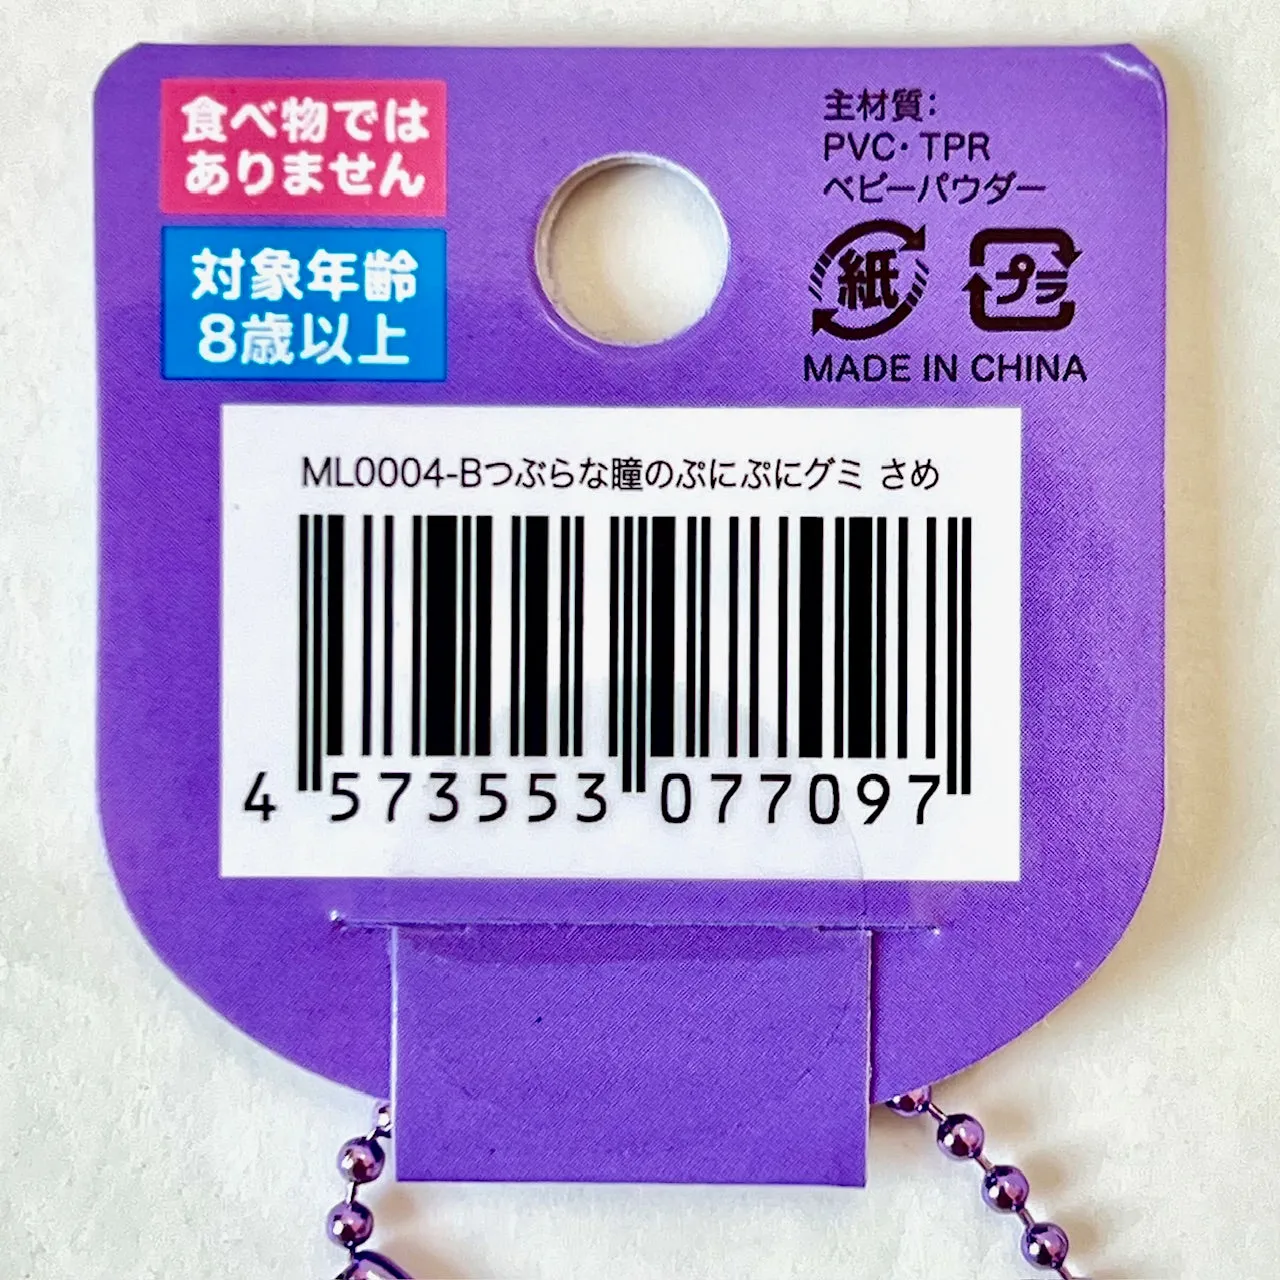 食べ物では
ありません
対象年齢
8歳以上
主材質：
PVC・TPR
ベビーパウダー
紙
プラ
MADE IN CHINA
ML0004-Bつぶらな瞳のぷにぷにグミ さめ
4 573553 077097